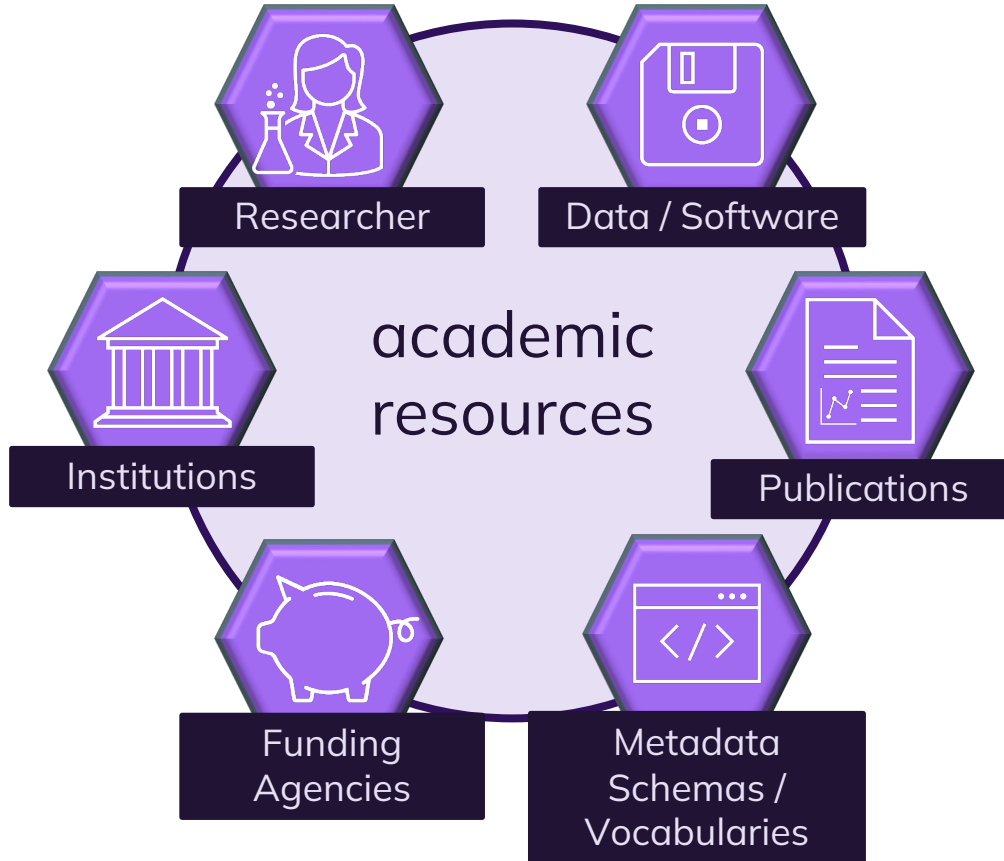 Researcher
Data / Software
academic
resources
Institutions
Publications
</>
Funding
Agencies
Metadata
Schemas /
Vocabularies